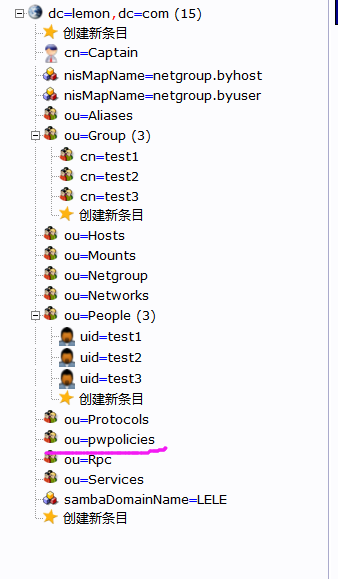 dc=lemon,dc=com (15)
创建新条目
cn=Captain
nisMapName=netgroup.byhost
nisMapName=netgroup.byuser
ou=Aliases
ou=Group (3)
cn=test1
cn=test2
cn=test3
创建新条目
ou=Hosts
ou=Mounts
ou=Netgroup
ou=Networks
ou=People (3)
uid=test1
uid=test2
uid=test3
创建新条目
ou=Protocols
ou=pwpolicies
ou=Rpc
ou=Services
sambaDomainName=LELE
创建新条目